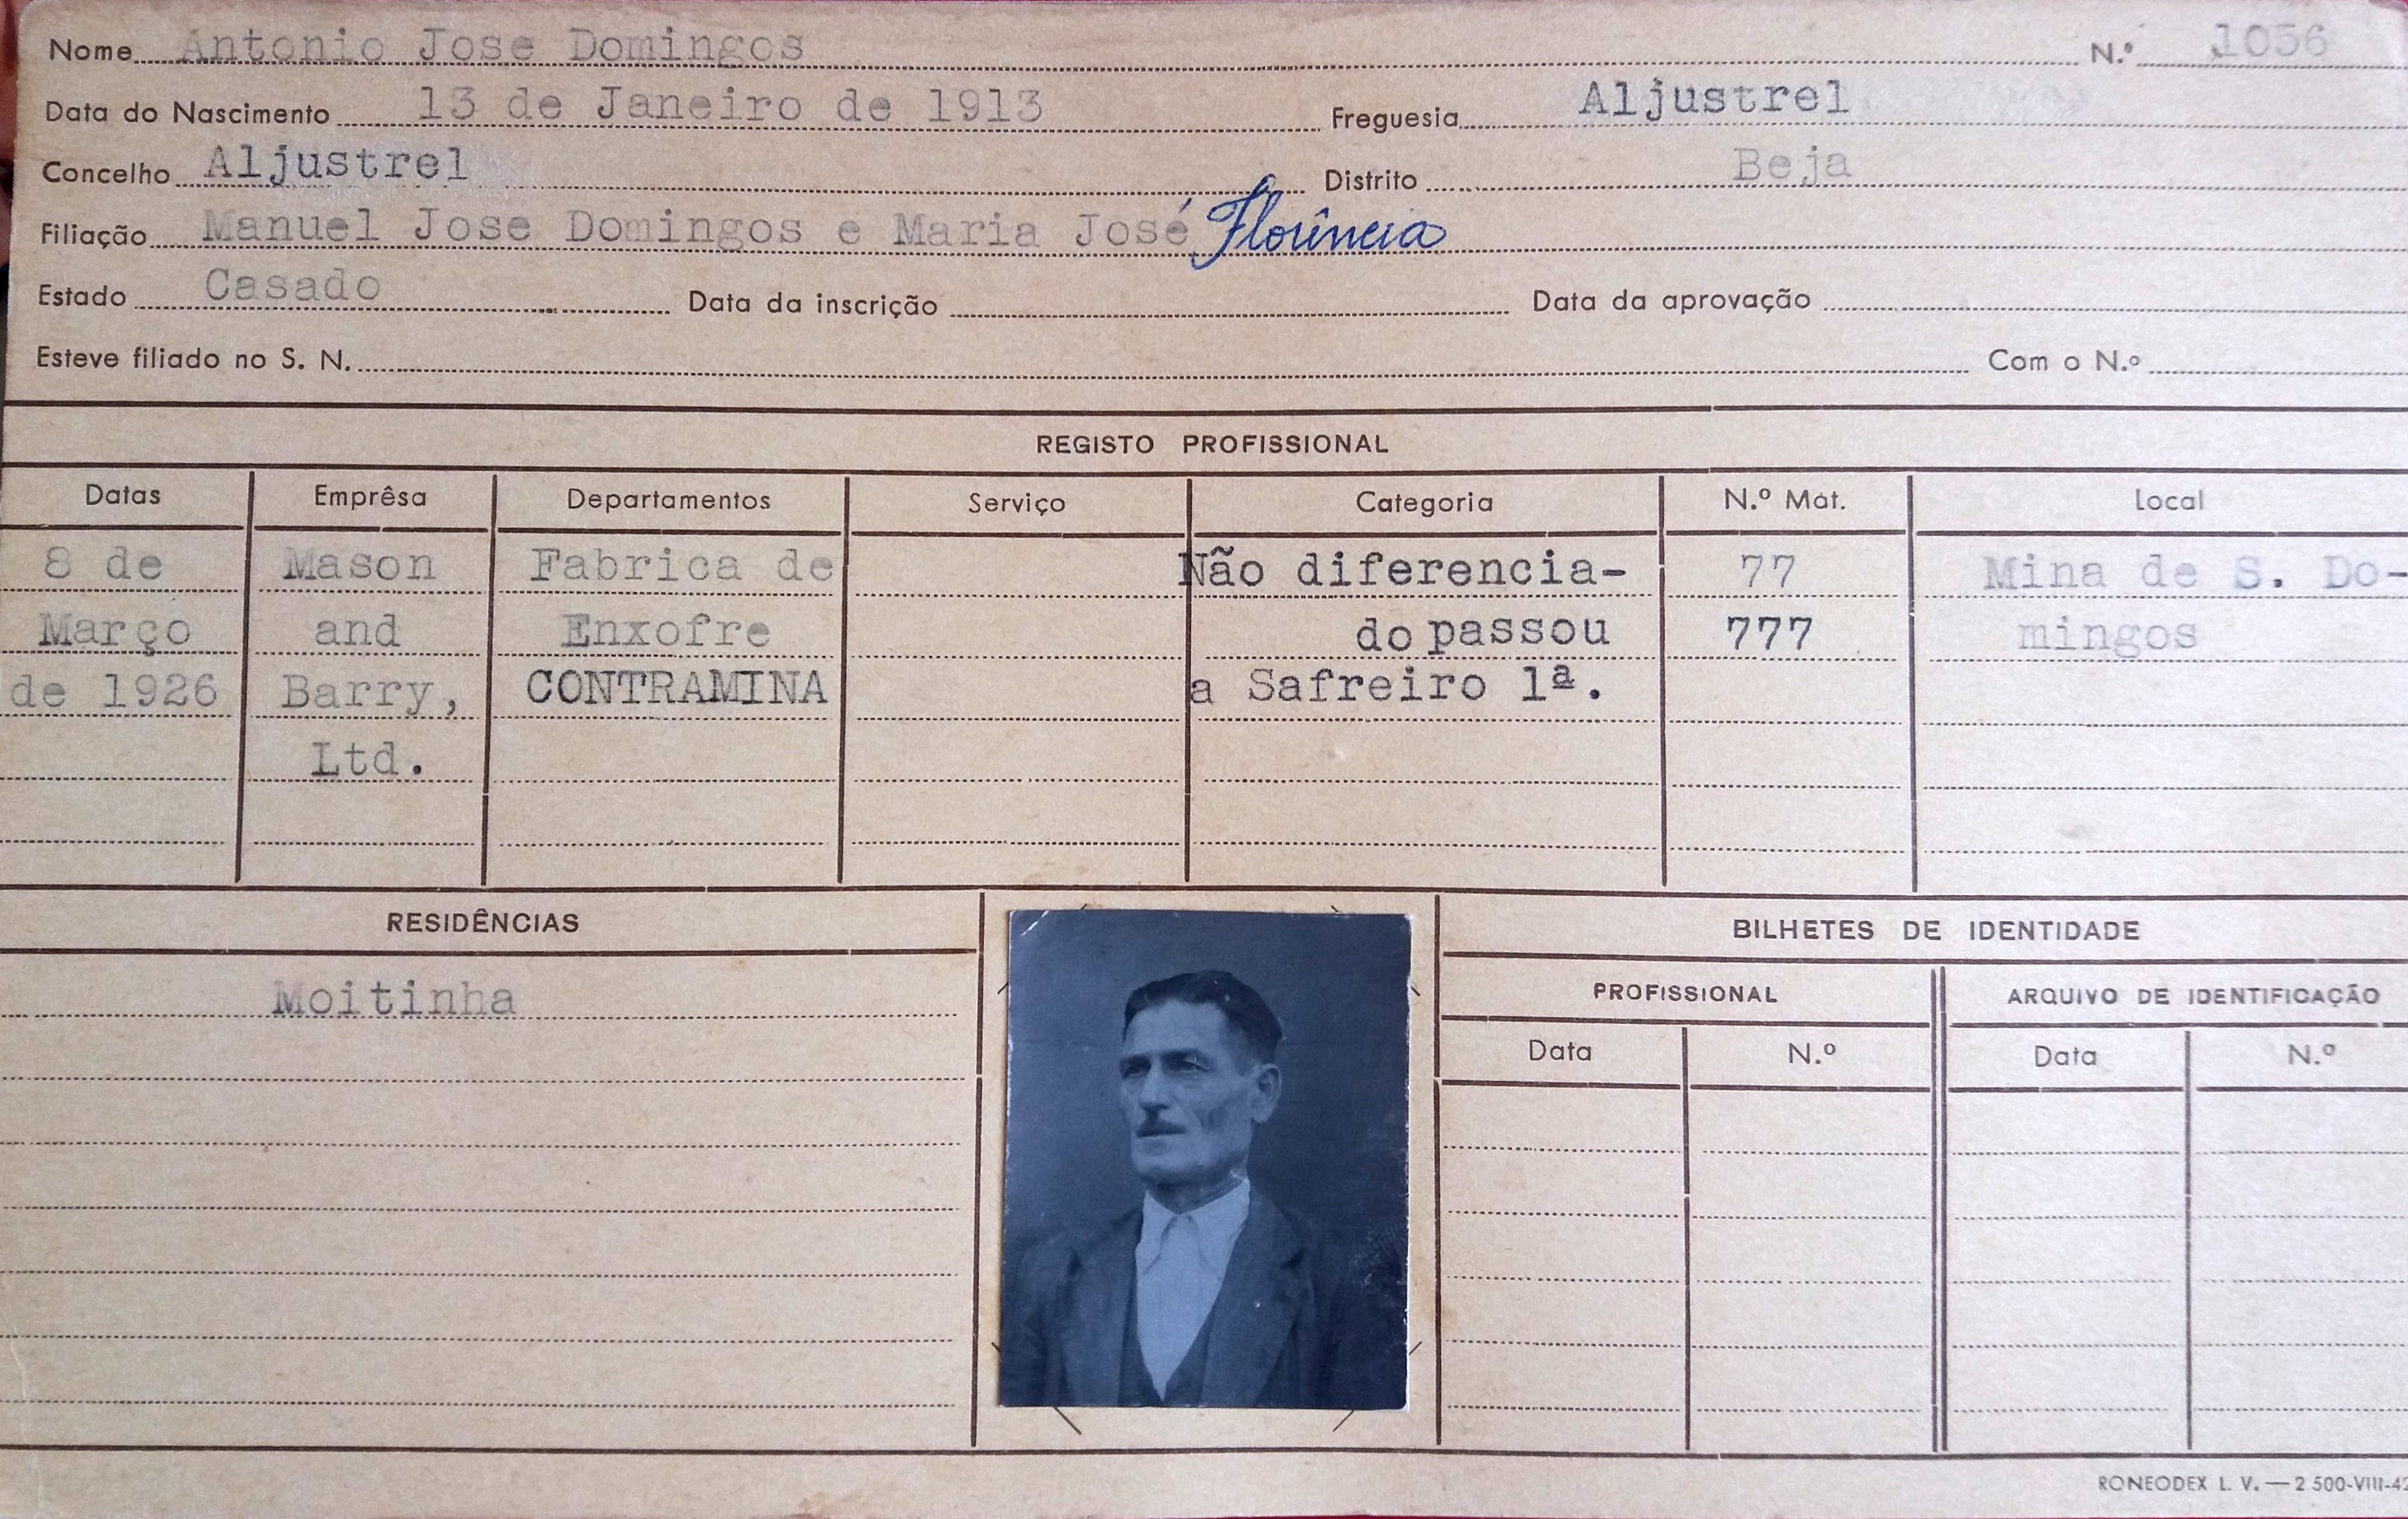 Nome Antonio Jose Domingos N.º 1056
Data do Nascimento 13 de Janeiro de 1913 Freguesia Aljustrel
Concelho Aljustrel Distrito Beja
Filiação Manuel Jose Domingos e Maria José Florência
Estado Casado Data da inscrição Data da aprovação
Esteve filiado no S. N. Com o N.º
REGISTO PROFISSIONAL
Datas Emprêsa Departamentos Serviço Categoria N.º Mat. Local
8 de Mason Fabrica de Não diferencia- 77 Mina de S. Do-
Março and Enxofre do passou 777 mingos
de 1926 Barry, CONTRAMINA a Safreiro 1ª.
Ltd.
RESIDÊNCIAS BILHETES DE IDENTIDADE
Moitinha PROFISSIONAL ARQUIVO DE IDENTIFICAÇÃO
Data N.º Data N.º
RONEODEX L. V. — 2 500-VIII-42